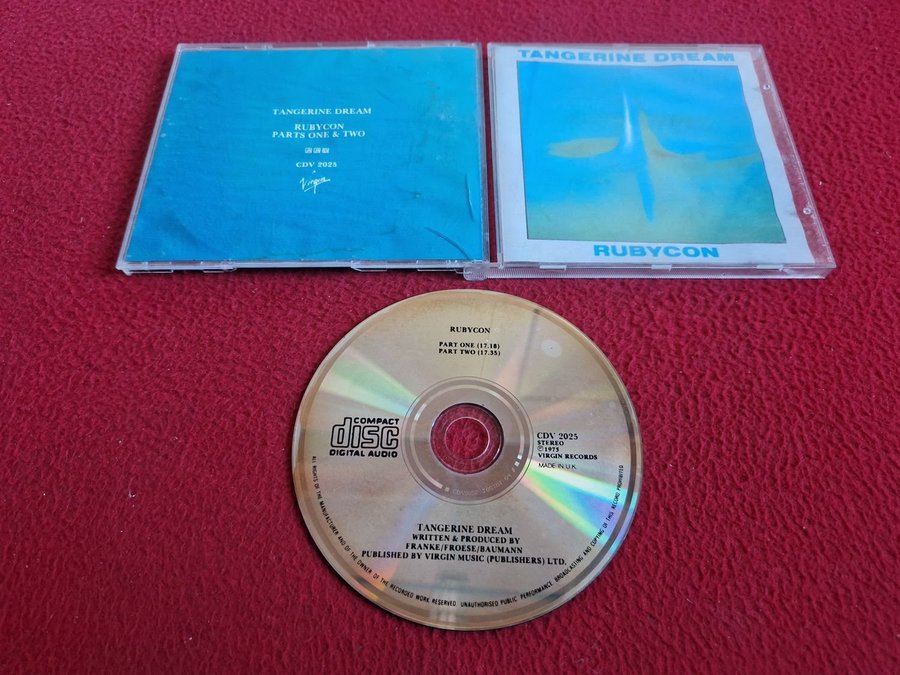 TANGERINE DREAM
RUBYCON
PARTS ONE & TWO
CDV 2025
Virgin
TANGERINE DREAM
RUBYCON
RUBYCON
PART ONE (17.18)
PART TWO (17.35)
COMPACT
disc
DIGITAL AUDIO
CDV 2025
STEREO
Ⓟ1975
VIRGIN RECORDS
MADE IN U.K.
TANGERINE DREAM
WRITTEN & PRODUCED BY
FRANKE/FROESE/BAUMANN
PUBLISHED BY VIRGIN MUSIC (PUBLISHERS) LTD.
ALL RIGHTS OF THE MANUFACTURER AND OF THE OWNER OF THE RECORDED WORK RESERVED UNAUTHORISED PUBLIC PERFORMANCE BROADCASTING AND COPYING OF THIS RECORD PROHIBITED